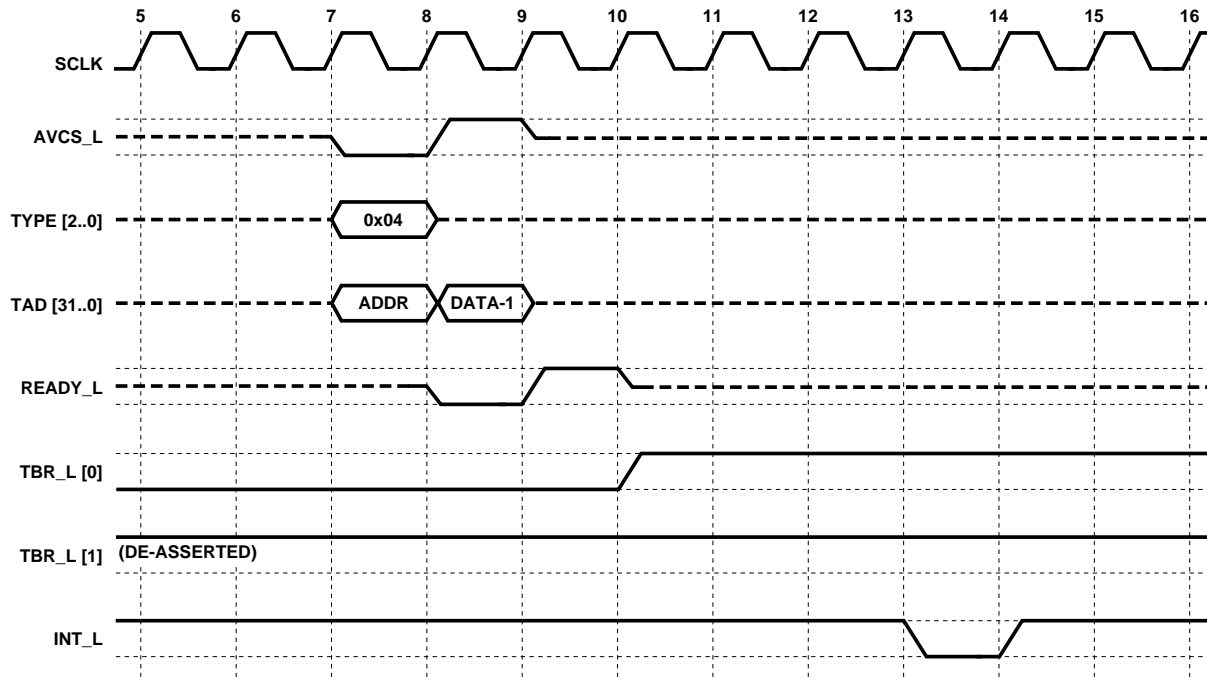 5 6 7 8 9 10 11 12 13 14 15 16
SCLK
AVCS_L
TYPE [2..0] 0x04
TAD [31..0] ADDR DATA-1
READY_L
TBR_L [0]
TBR_L [1] (DE-ASSERTED)
INT_L